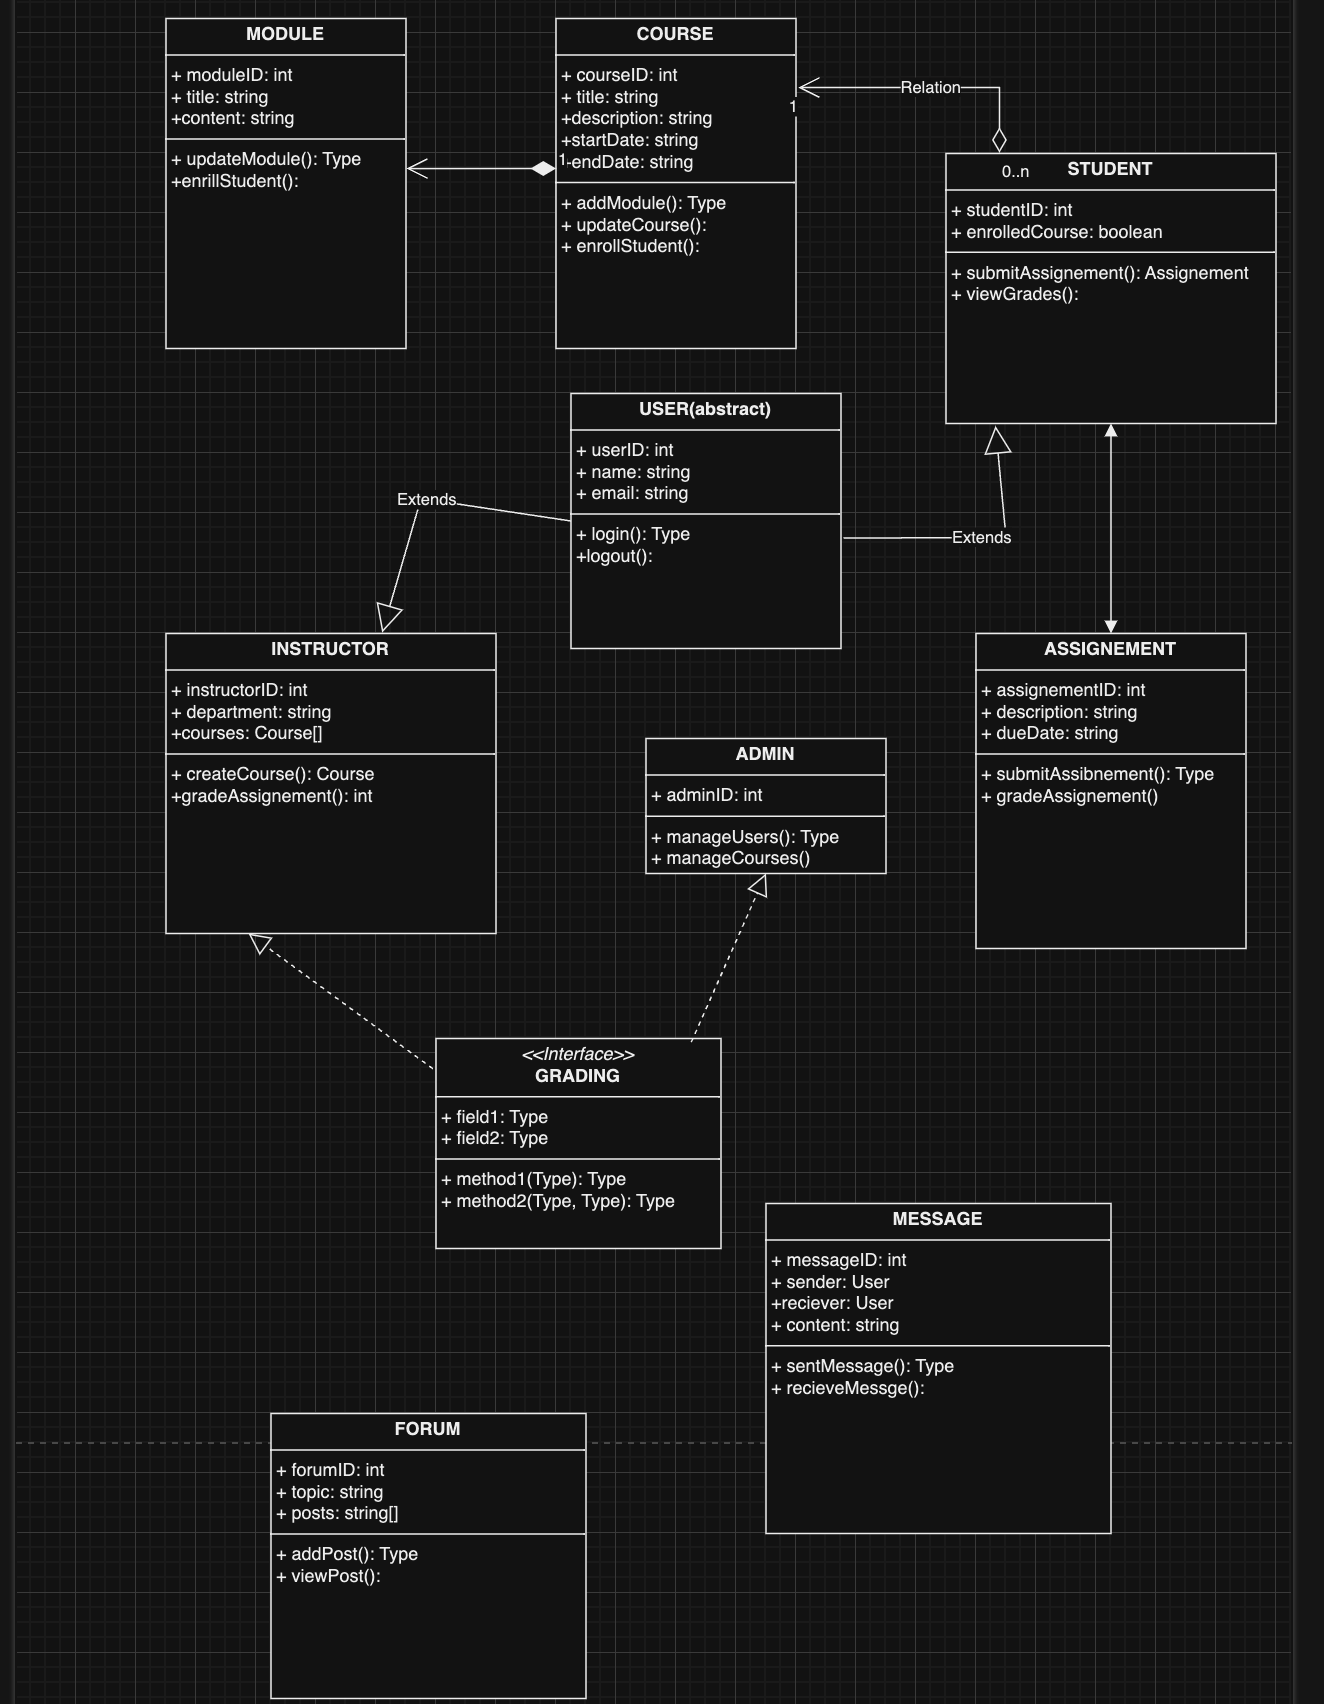 MODULE
+ moduleID: int
+ title: string
+content: string
+ updateModule(): Type
+enrillStudent():
COURSE
+ courseID: int
+ title: string
+description: string
+startDate: string
-endDate: string
+ addModule(): Type
+ updateCourse():
+ enrollStudent():
1
1
Relation
0..n
STUDENT
+ studentID: int
+ enrolledCourse: boolean
+ submitAssignement(): Assignement
+ viewGrades():
USER(abstract)
+ userID: int
+ name: string
+ email: string
+ login(): Type
+logout():
Extends
Extends
INSTRUCTOR
+ instructorID: int
+ department: string
+courses: Course[]
+ createCourse(): Course
+gradeAssignement(): int
ADMIN
+ adminID: int
+ manageUsers(): Type
+ manageCourses()
ASSIGNEMENT
+ assignementID: int
+ description: string
+ dueDate: string
+ submitAssibnement(): Type
+ gradeAssignement()
<<Interface>>
GRADING
+ field1: Type
+ field2: Type
+ method1(Type): Type
+ method2(Type, Type): Type
MESSAGE
+ messageID: int
+ sender: User
+reciever: User
+ content: string
+ sentMessage(): Type
+ recieveMessge():
FORUM
+ forumID: int
+ topic: string
+ posts: string[]
+ addPost(): Type
+ viewPost():